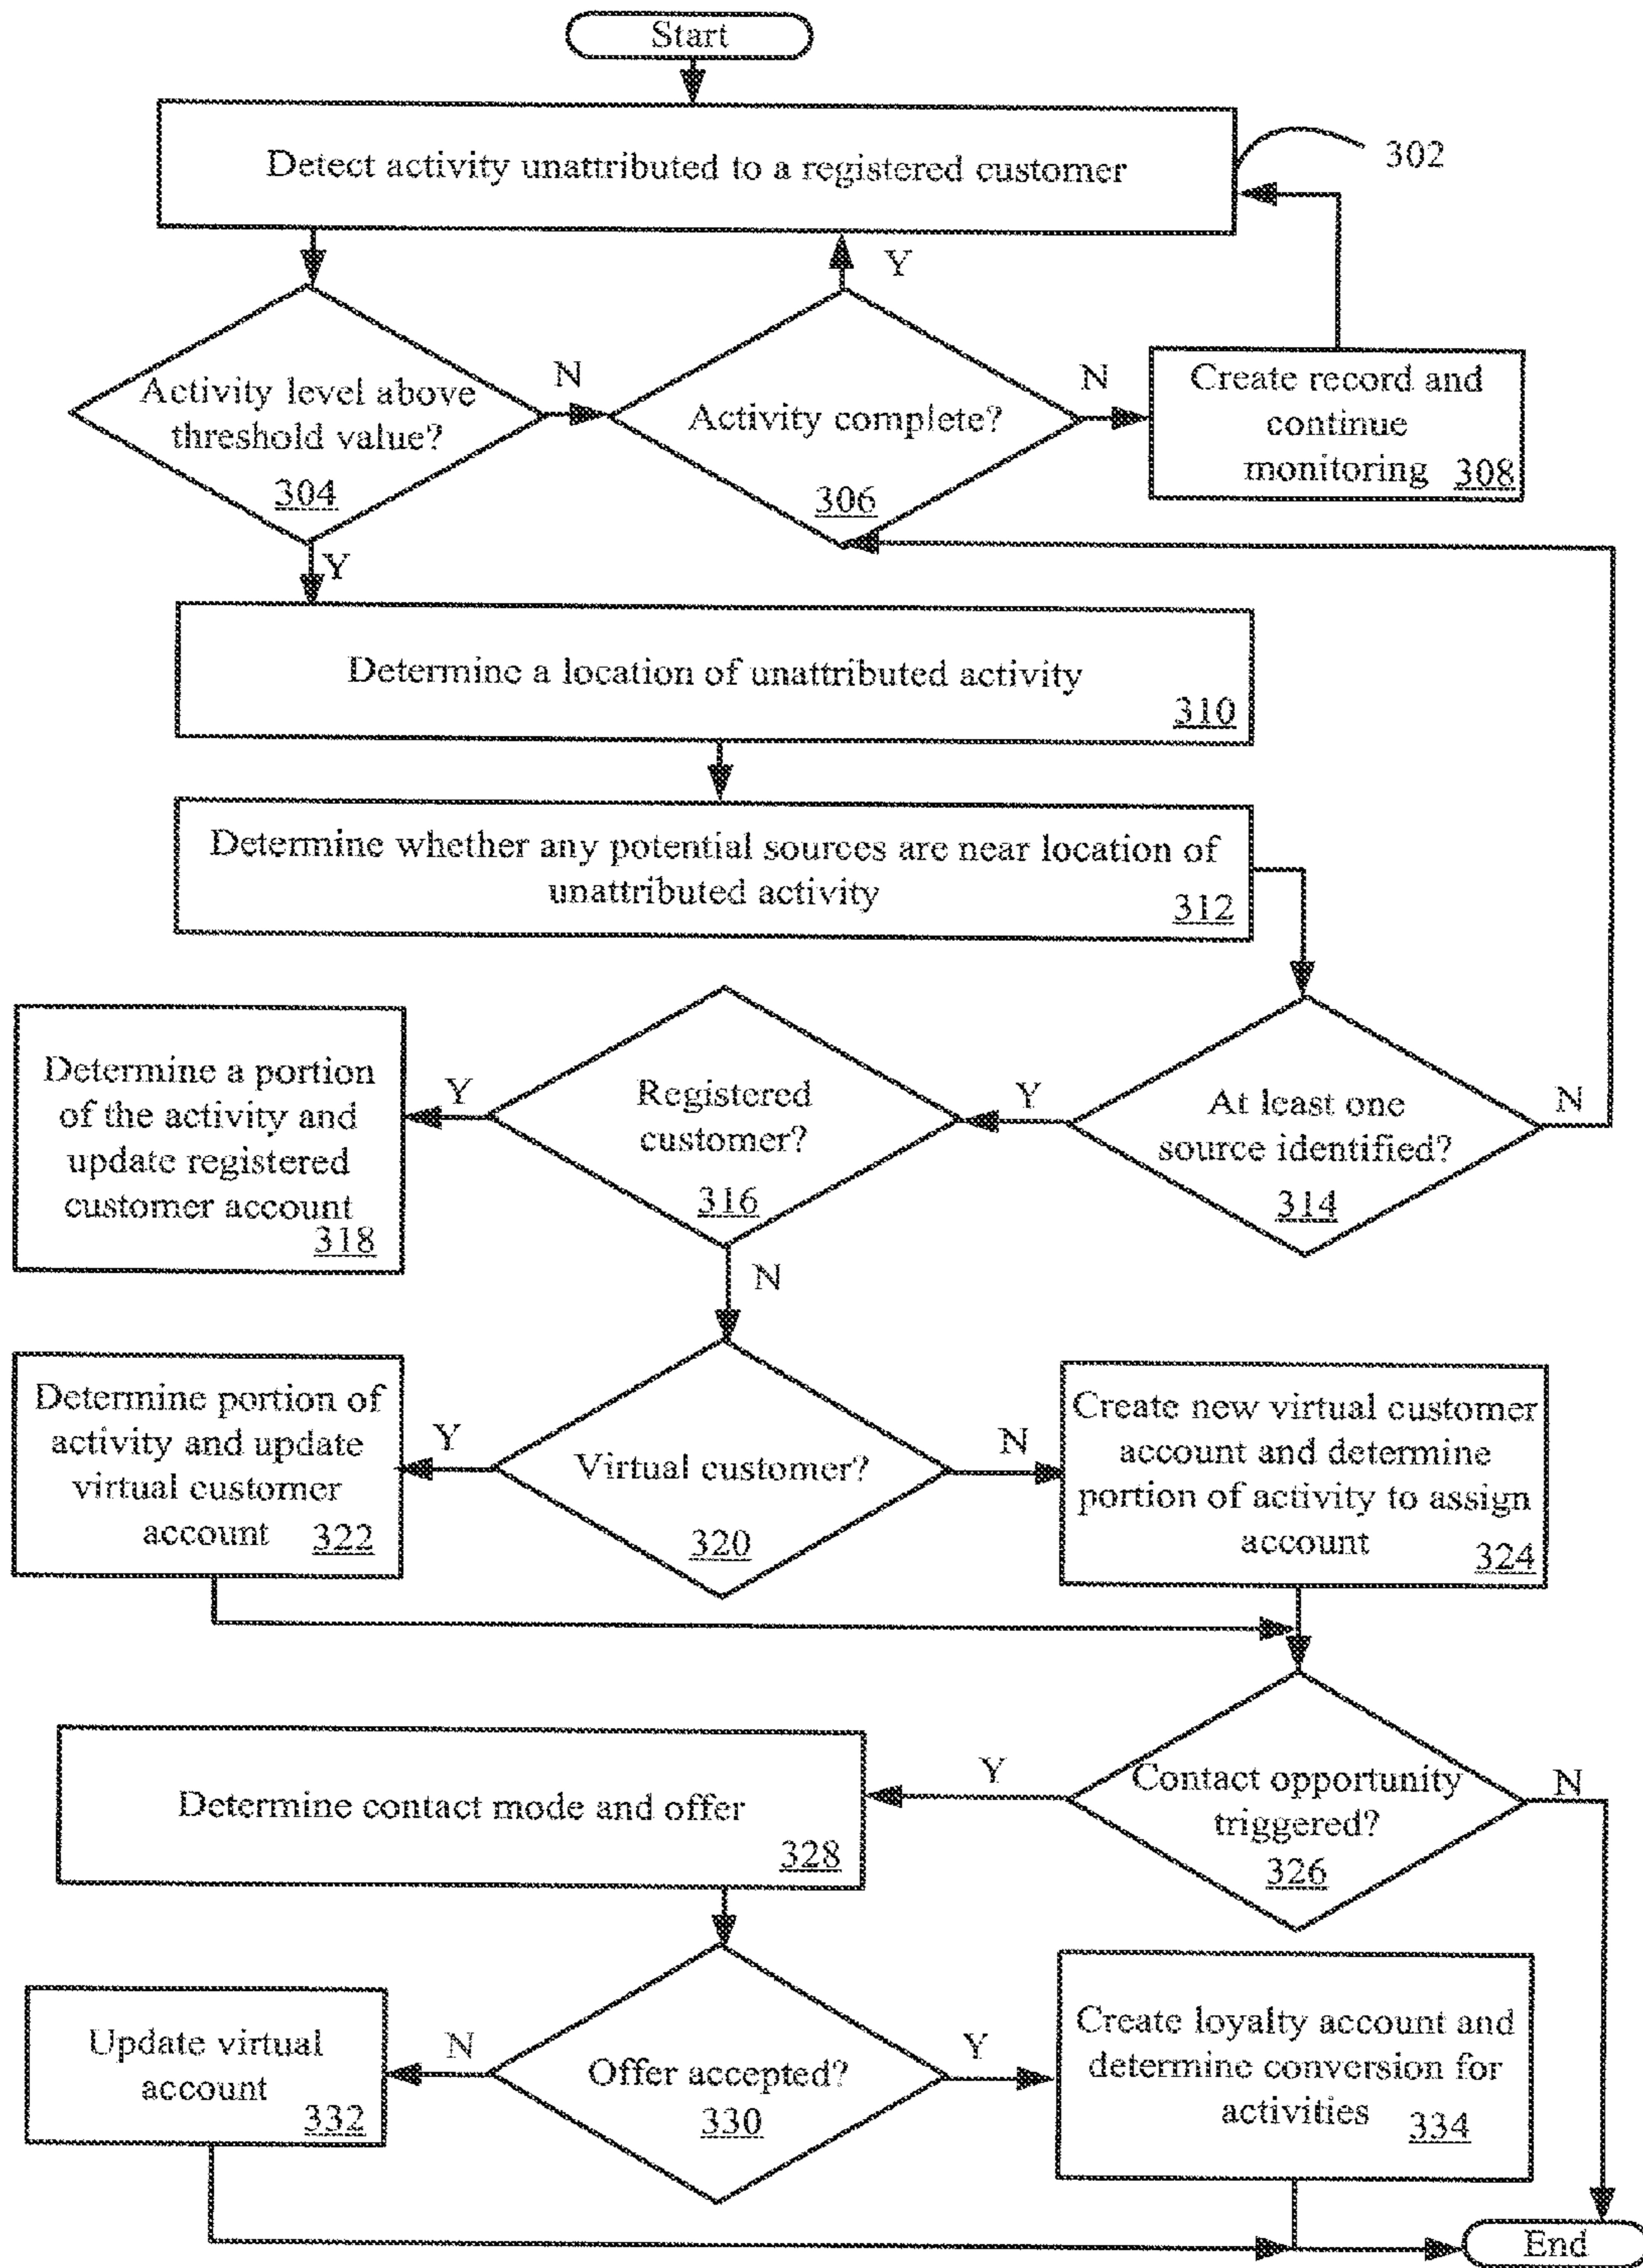 Start
Detect activity unattributed to a registered customer
302
Y
Activity level above
threshold value?
304
N
Activity complete?
306
N
Create record and
continue
monitoring 308
Y
Determine a location of unattributed activity
310
Determine whether any potential sources are near location of
unattributed activity
312
Determine a portion
of the activity and
update registered
customer account
318
Y
Registered
customer?
316
Y
At least one
source identified?
314
N
N
Determine portion of
activity and update
virtual customer
account 322
Y
Virtual customer?
320
N
Create new virtual customer
account and determine
portion of activity to assign
account
324
Determine contact mode and offer
328
Y
Contact opportunity
triggered?
326
N
Update virtual
account
332
N
Offer accepted?
330
Y
Create loyalty account and
determine conversion for
activities 334
End